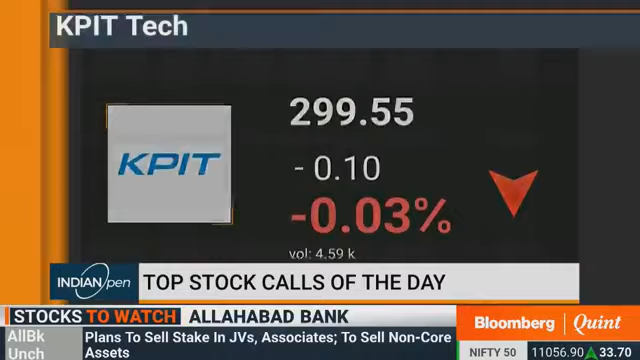 KPIT Tech
299.55
KPIT
- 0.10
-0.03%
vol: 4.59 k
INDIAN Open
TOP STOCK CALLS OF THE DAY
STOCKS TO WATCH ALLAHABAD BANK
Bloomberg | Quint
AllBk
Unch
Plans To Sell Stake In JVs, Associates; To Sell Non-Core
Assets
NIFTY 50 11056.90 ▲ 33.70